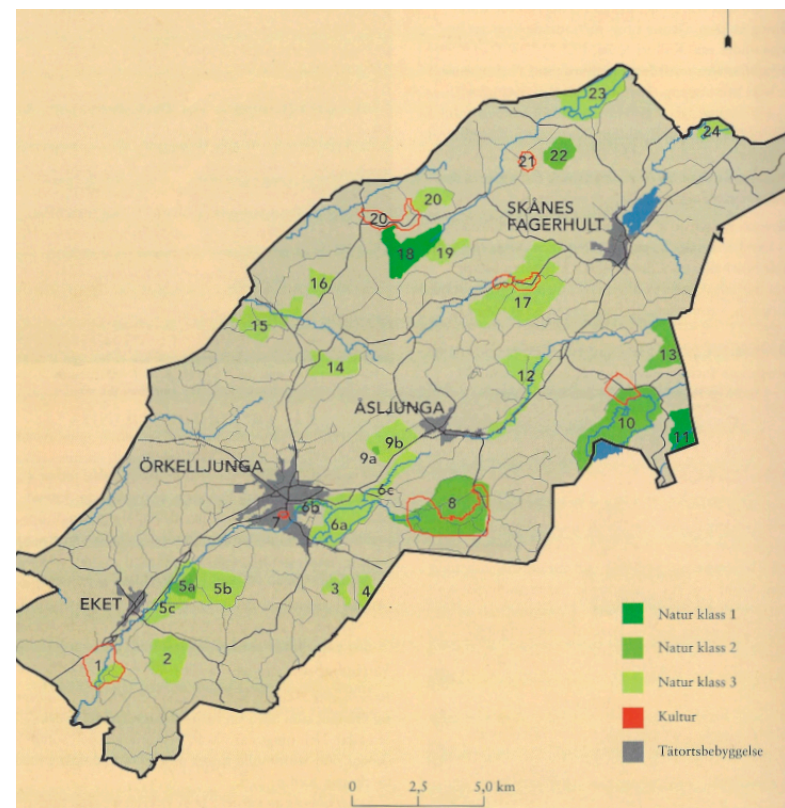 23
24
22
21
20
20
SKÅNES
FAGERHULT
18
19
17
16
15
14
13
12
ÅSLJUNGA
10
11
9b
9a
ÖRKELLJUNGA
6c
8
6b
7
6a
5a
5b
3
4
EKET
5c
1
2
Natur klass 1
Natur klass 2
Natur klass 3
Kultur
Tätortsbebyggelse
0
2,5
5,0 km